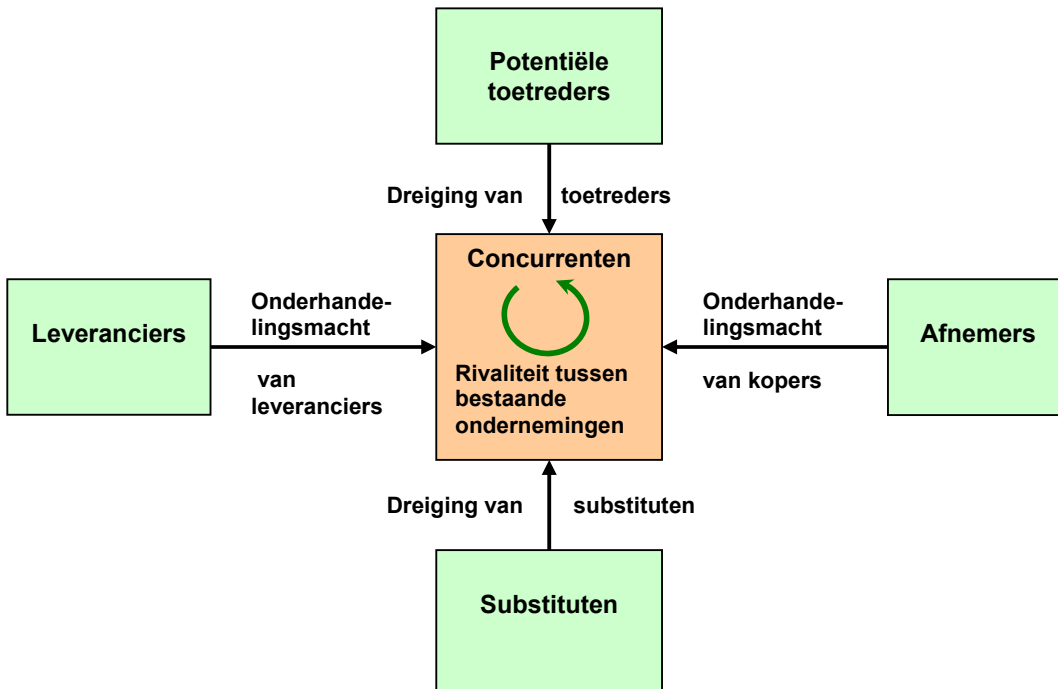 Potentiële
toetreders
Dreiging van toetreders
Concurrenten
Onderhande-
lingsmacht
van
leveranciers
Leveranciers
Rivaliteit tussen
bestaande
ondernemingen
Onderhande-
lingsmacht
van kopers
Afnemers
Dreiging van substituten
Substituten